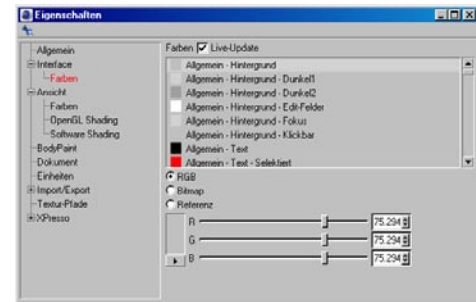 Eigenschaften
Allgemein
Interface
Farben
Ansicht
Farben
OpenGL Shading
Software Shading
BodyPaint
Dokument
Einheiten
Import/Export
Textur-Pfade
XPresso
Farben Live-Update
Allgemein - Hintergrund
Allgemein - Hintergrund - Dunkel1
Allgemein - Hintergrund - Dunkel2
Allgemein - Hintergrund - Edit-Felder
Allgemein - Hintergrund - Fokus
Allgemein - Hintergrund - Klickbar
Allgemein - Text
Allgemein - Text - Selektiert
RGB
Bitmap
Referenz
R 75.294
G 75.294
B 75.294